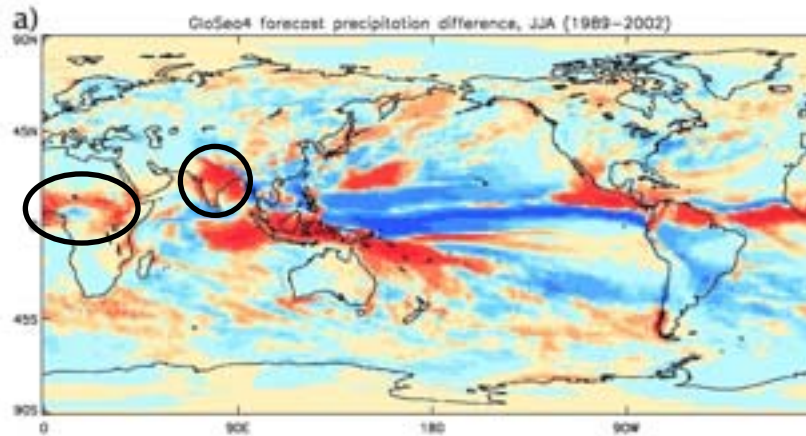 a)
GloSea4 forecast precipitation difference, JJA (1989-2002)
90N
45N
45S
90S
0 90E 180 90W